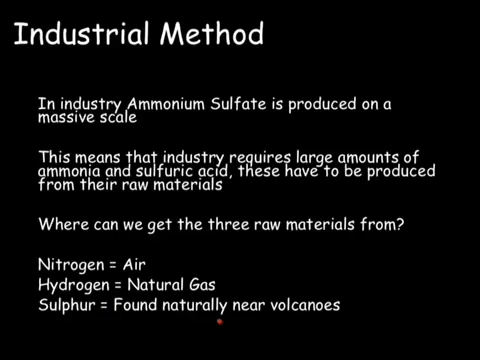 Industrial Method
In industry Ammonium Sulfate is produced on a
massive scale
This means that industry requires large amounts of
ammonia and sulfuric acid, these have to be produced
from their raw materials
Where can we get the three raw materials from?
Nitrogen = Air
Hydrogen = Natural Gas
Sulphur = Found naturally near volcanoes